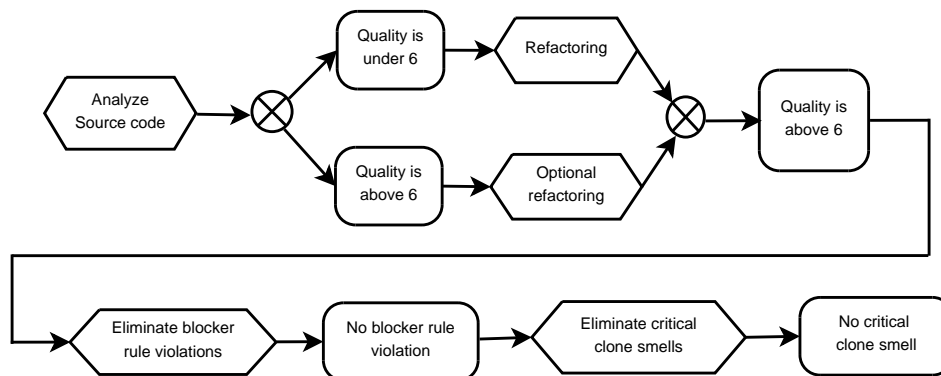 Analyze
Source code
Quality is
under 6
Refactoring
Quality is
above 6
Optional
refactoring
Quality is
above 6
Eliminate blocker
rule violations
No blocker rule
violation
Eliminate critical
clone smells
No critical
clone smell